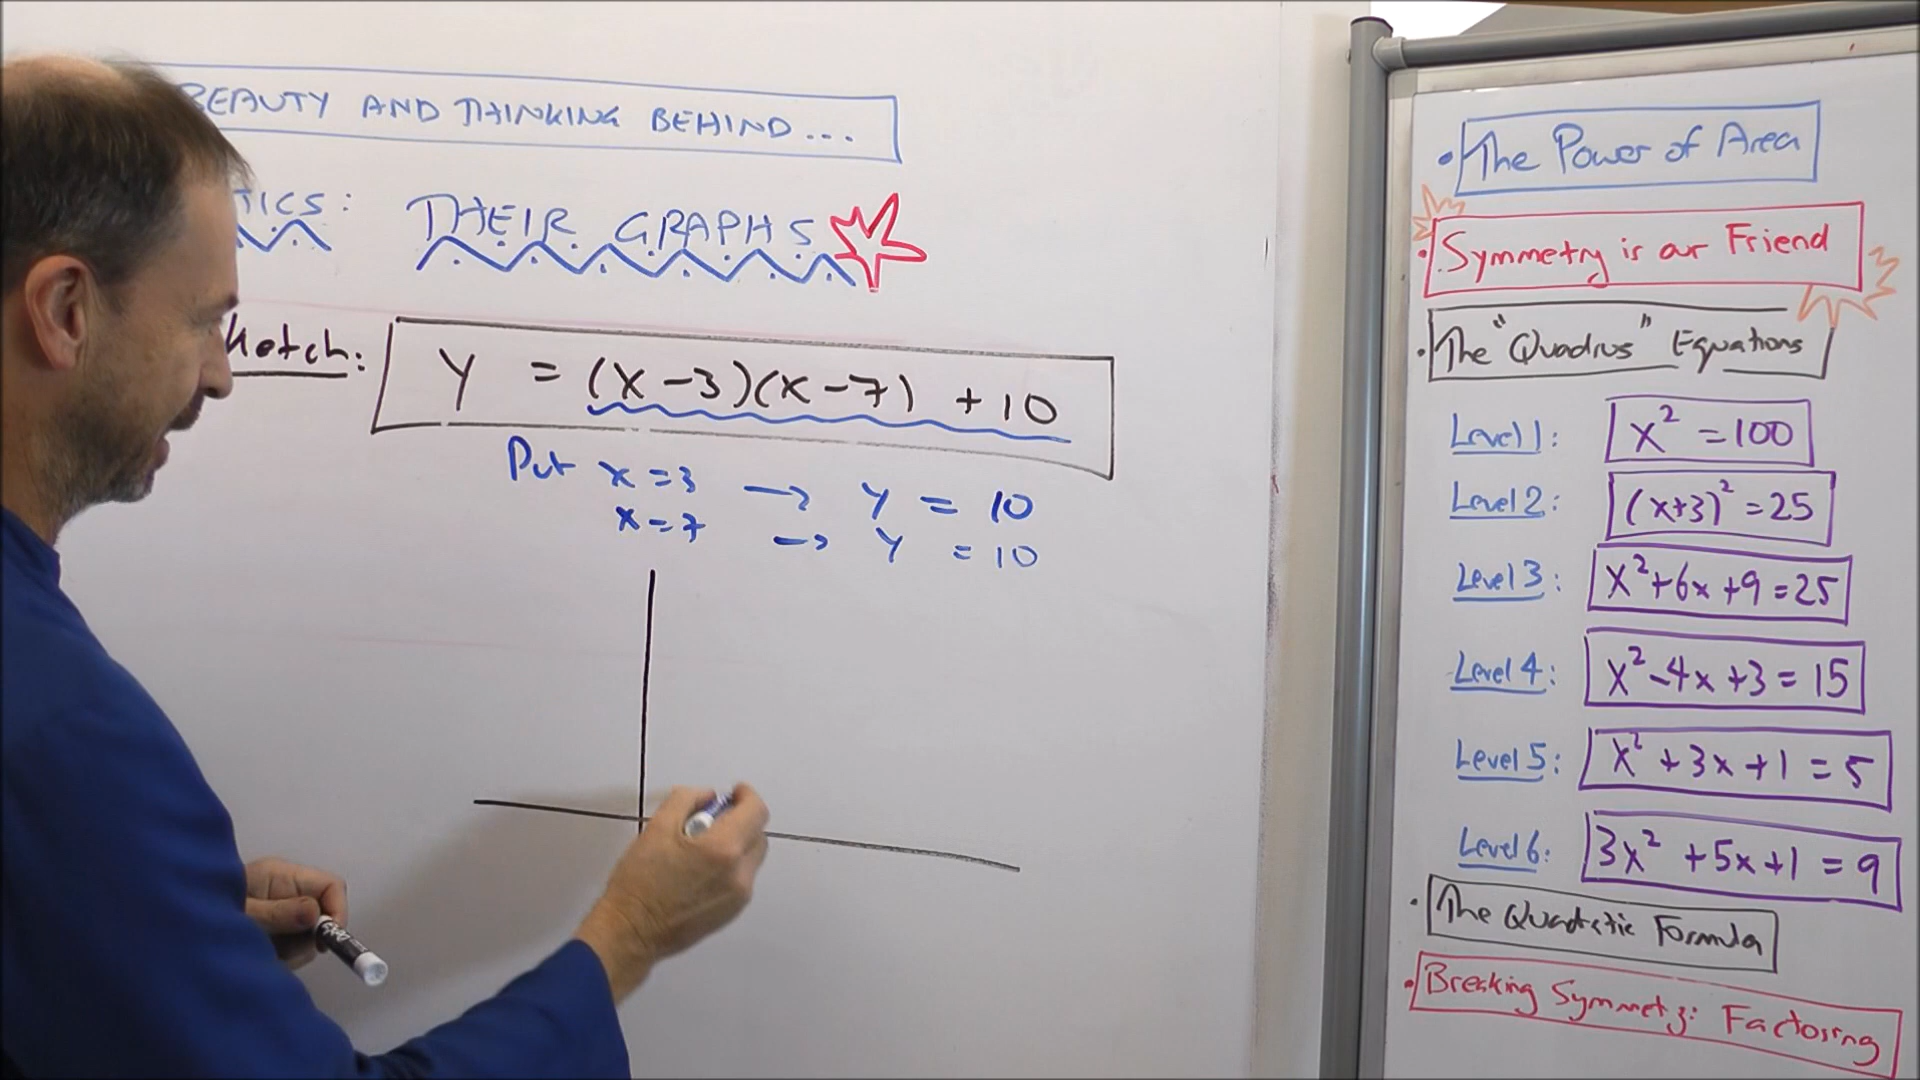 BEAUTY AND THINKING BEHIND...
TICS: THEIR GRAPHS
ketch: y = (x-3)(x-7) + 10
Put x=3 → y = 10
x=7 → y = 10
EXPO
• The Power of Area
• Symmetry is our Friend
• The "Quadrus" Equations
Level 1: x² = 100
Level 2: (x+3)² = 25
Level 3: x²+6x+9=25
Level 4: x²-4x+3=15
Level 5: x²+3x+1=5
Level 6: 3x²+5x+1=9
• The Quadratic Formula
• Breaking Symmetry: Factoring